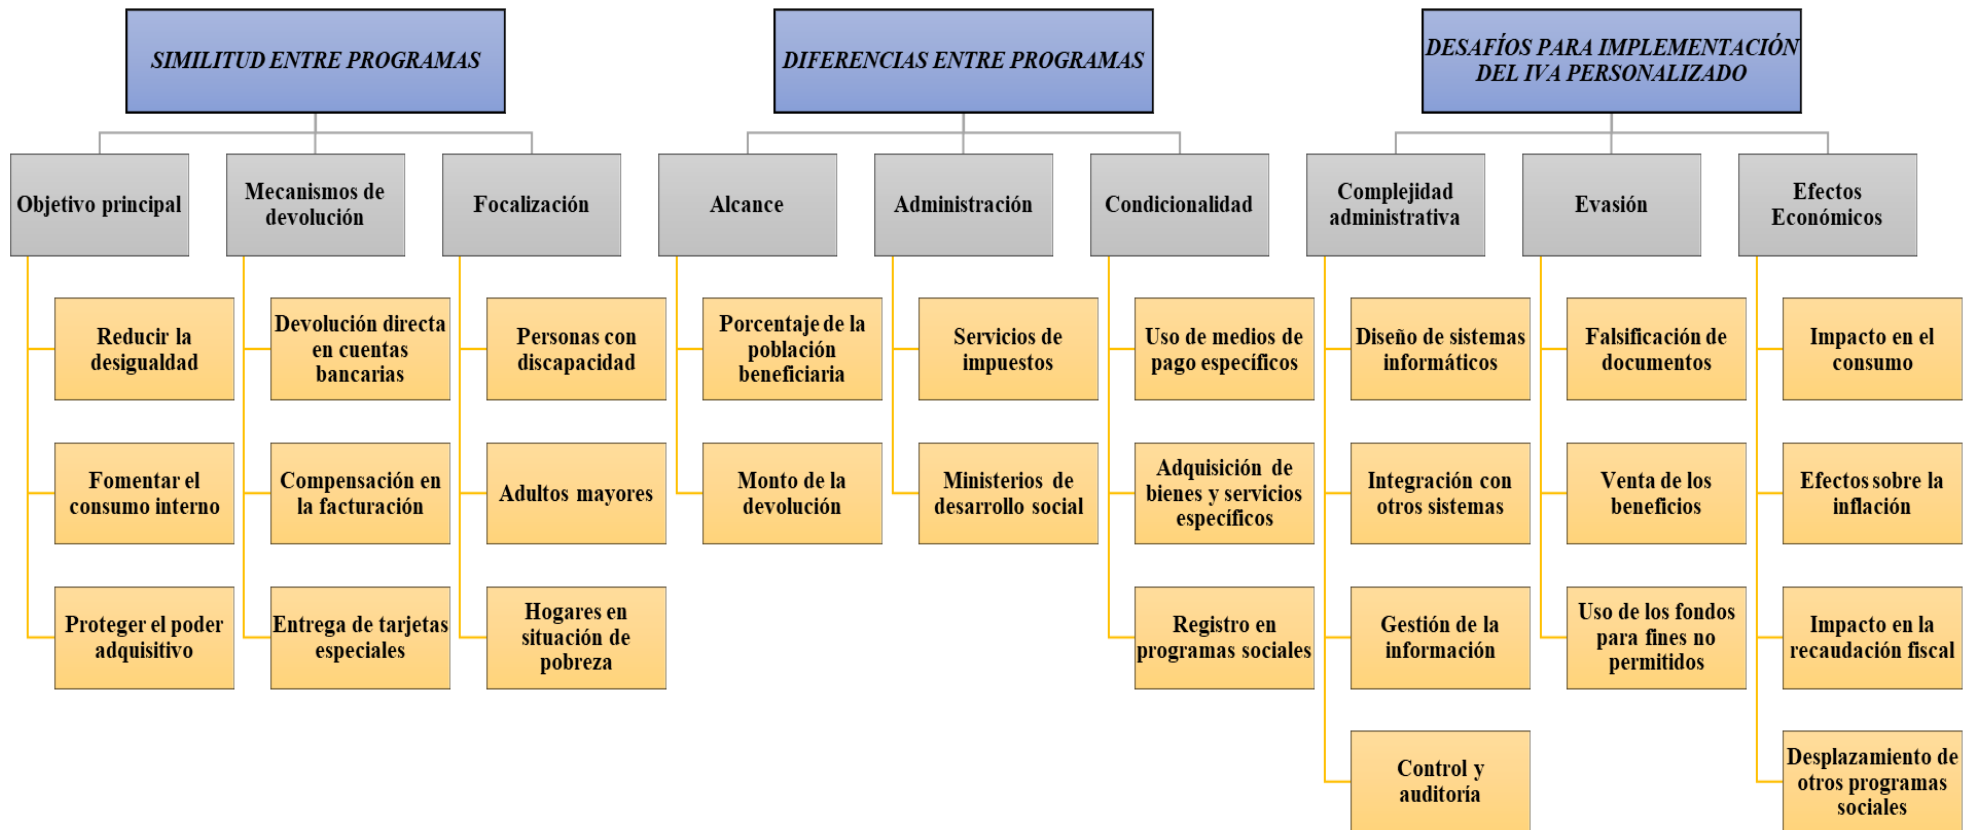 SIMILITUD ENTRE PROGRAMAS
Objetivo principal
Reducir la
desigualdad
Fomentar el
consumo interno
Proteger el poder
adquisitivo
Mecanismos de
devolución
Devolución directa
en cuentas
bancarias
Compensación en
la facturación
Entrega de tarjetas
especiales
Focalización
Personas con
discapacidad
Adultos mayores
Hogares en
situación de
pobreza
DIFERENCIAS ENTRE PROGRAMAS
Alcance
Porcentaje de la
población
beneficiaria
Monto de la
devolución
Administración
Servicios de
impuestos
Ministerios de
desarrollo social
Condicionalidad
Uso de medios de
pago específicos
Adquisición de
bienes y servicios
específicos
Registro en
programas sociales
DESAFÍOS PARA IMPLEMENTACIÓN
DEL IVA PERSONALIZADO
Complejidad
administrativa
Diseño de sistemas
informáticos
Integración con
otros sistemas
Gestión de la
información
Control y
auditoría
Evasión
Falsificación de
documentos
Venta de los
beneficios
Uso de los fondos
para fines no
permitidos
Efectos
Económicos
Impacto en el
consumo
Efectos sobre la
inflación
Impacto en la
recaudación fiscal
Desplazamiento de
otros programas
sociales